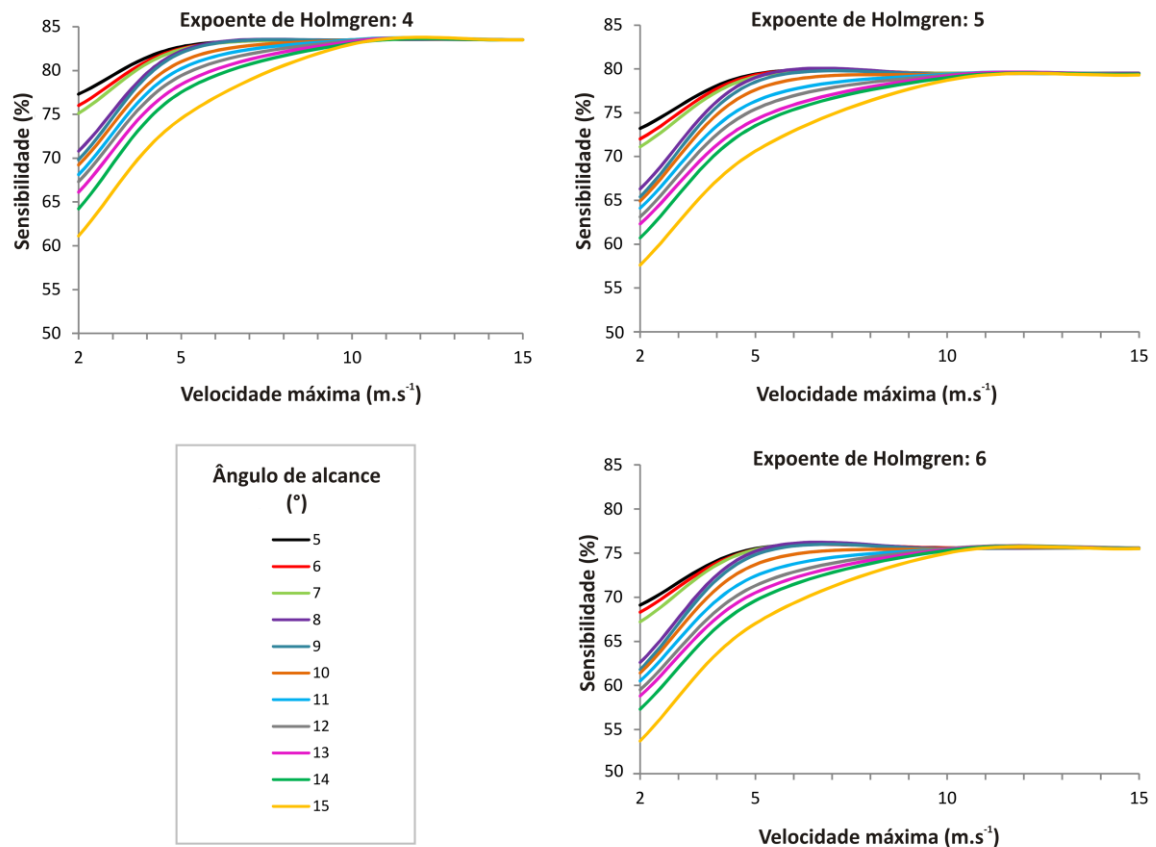 Expoente de Holmgren: 4
85
80
75
70
65
60
55
50
Sensibilidade (%)
2 5 10 15
Velocidade máxima (m.s⁻¹)
Expoente de Holmgren: 5
85
80
75
70
65
60
55
50
Sensibilidade (%)
2 5 10 15
Velocidade máxima (m.s⁻¹)
Ângulo de alcance
(°)
5
6
7
8
9
10
11
12
13
14
15
Expoente de Holmgren: 6
85
80
75
70
65
60
55
50
Sensibilidade (%)
2 5 10 15
Velocidade máxima (m.s⁻¹)